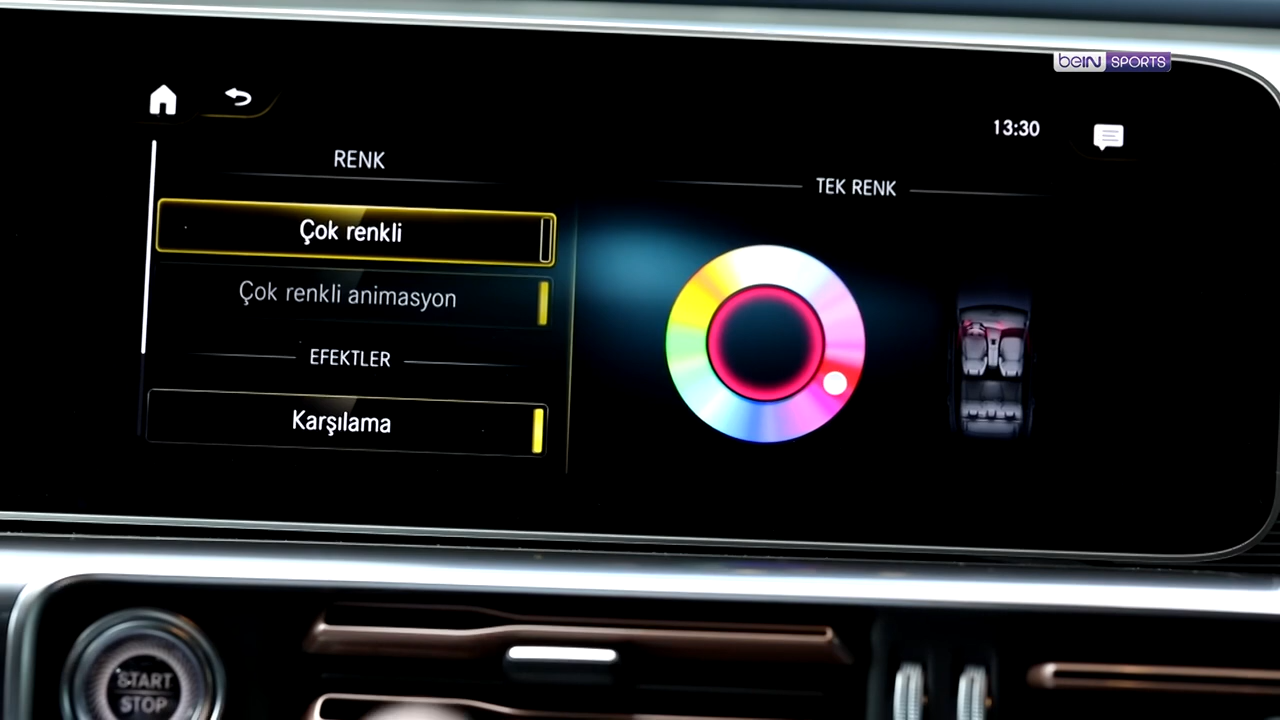 beIN SPORTS
13:30
RENK
TEK RENK
Çok renkli
Çok renkli animasyon
EFEKTLER
Karşılama
START
STOP